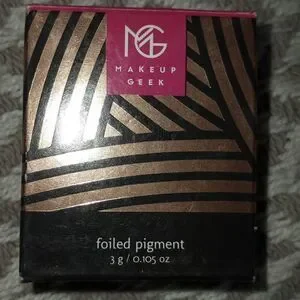 MG
MAKEUP
GEEK
foiled pigment
3 g / 0.105 oz